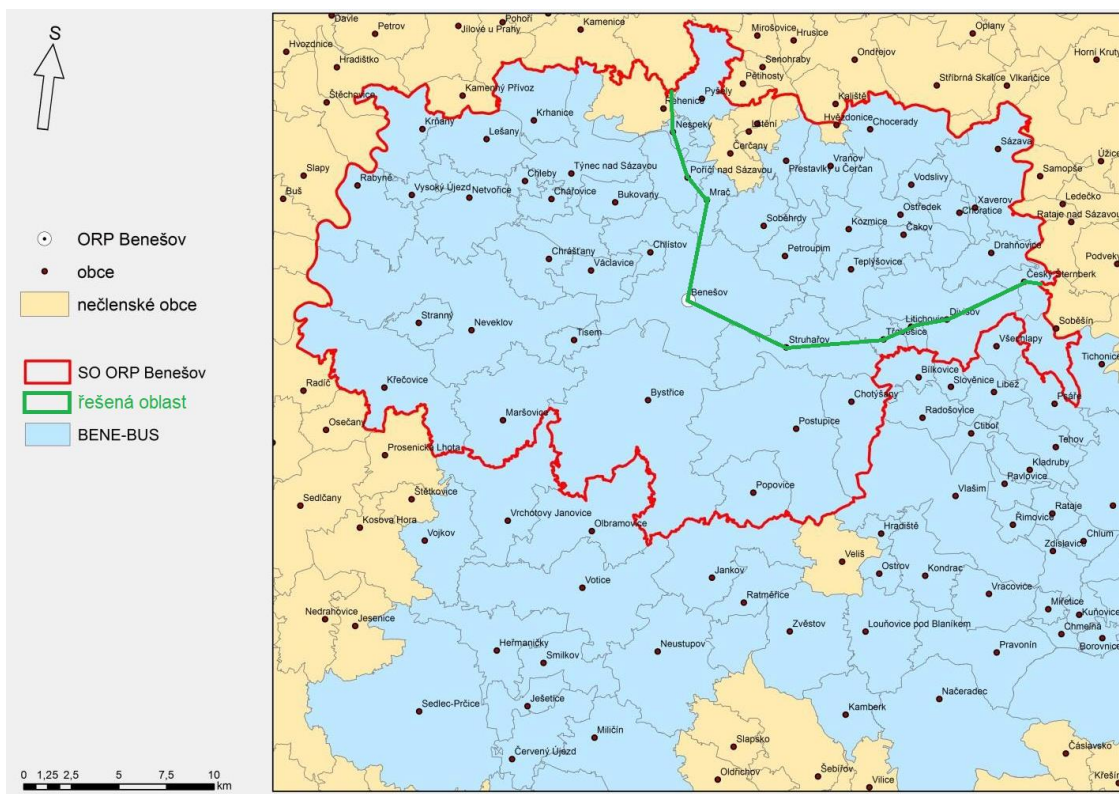 S
ORP Benešov
obce
nečlenské obce
SO ORP Benešov
řešená oblast
BENE-BUS
0 1,25 2,5 5 7,5 10
km
Davle
Petrov
Pohoří
Jílové u Prahy
Kamenice
Mirošovice
Hrusice
Oplany
Hvozdnice
Hradištko
Senohraby
Ondřejov
Horní Kruty
Pětihosty
Štěchovice
Kamenný Přívoz
Pyšely
Kaliště
Stříbrná Skalice
Vlkančice
Řehenice
Krňany
Lešany
Krhanice
Nespeky
Lštění
Hvězdonice
Chocerady
Čerčany
Sázava
Úžice
Slapy
Rabyně
Týnec nad Sázavou
Chleby
Poříčí nad Sázavou
Přestavlky u Čerčan
Vranov
Samopše
Buš
Vysoký Újezd
Netvořice
Chářovice
Bukovany
Mrač
Vodslivy
Ledečko
Xaverov
Ostředek
Choratice
Rataje nad Sázavou
Soběhrdy
Kozmice
Čakov
Chrášťany
Chlístov
Petroupim
Drahňovice
Podveky
Václavice
Teplýšovice
Český Šternberk
Benešov
Stranný
Neveklov
Litichovice
Divišov
Soběšín
Tisem
Struhařov
Třebešice
Všechlapy
Tichonice
Radíč
Křečovice
Bystřice
Bílkovice
Slověnice
Libež
Chotýšany
Psáře
Osečany
Maršovice
Postupice
Radošovice
Ctiboř
Prosenická Lhota
Tehov
Kladruby
Pavlovice
Sedlčany
Štětkovice
Popovice
Vlašim
Kosova Hora
Vrchotovy Janovice
Rataje
Vojkov
Olbramovice
Hradiště
Řimovice
Chlum
Zdislavice
Veliš
Votice
Jankov
Ostrov
Kondrac
Ratměřice
Vracovice
Nedrahovice
Jesenice
Miřetice
Kuňovice
Zvěstov
Louňovice pod Blaníkem
Chmelná
Heřmaničky
Neustupov
Pravonín
Borovnice
Smilkov
Sedlec-Prčice
Ješetice
Načeradec
Kamberk
Miličín
Slapsko
Červený Újezd
Čáslavsko
Oldřichov
Šebířov
Vilice
Křešín